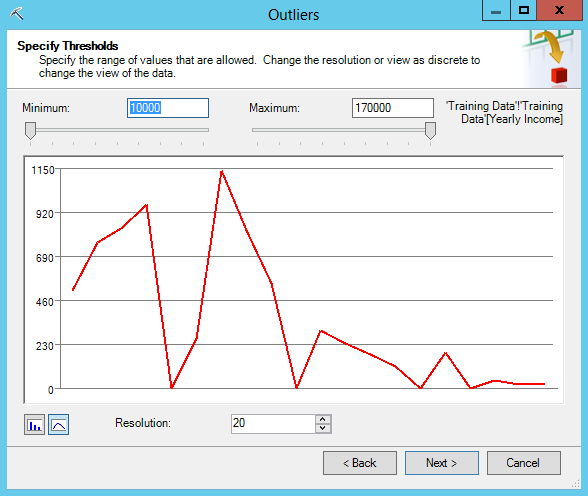 Outliers
Specify Thresholds
Specify the range of values that are allowed. Change the resolution or view as discrete to
change the view of the data.
Minimum: 10000 Maximum: 170000 'Training Data'!'Training
Data'[Yearly Income]
1150
920
690
460
230
0
Resolution: 20
< Back Next > Cancel